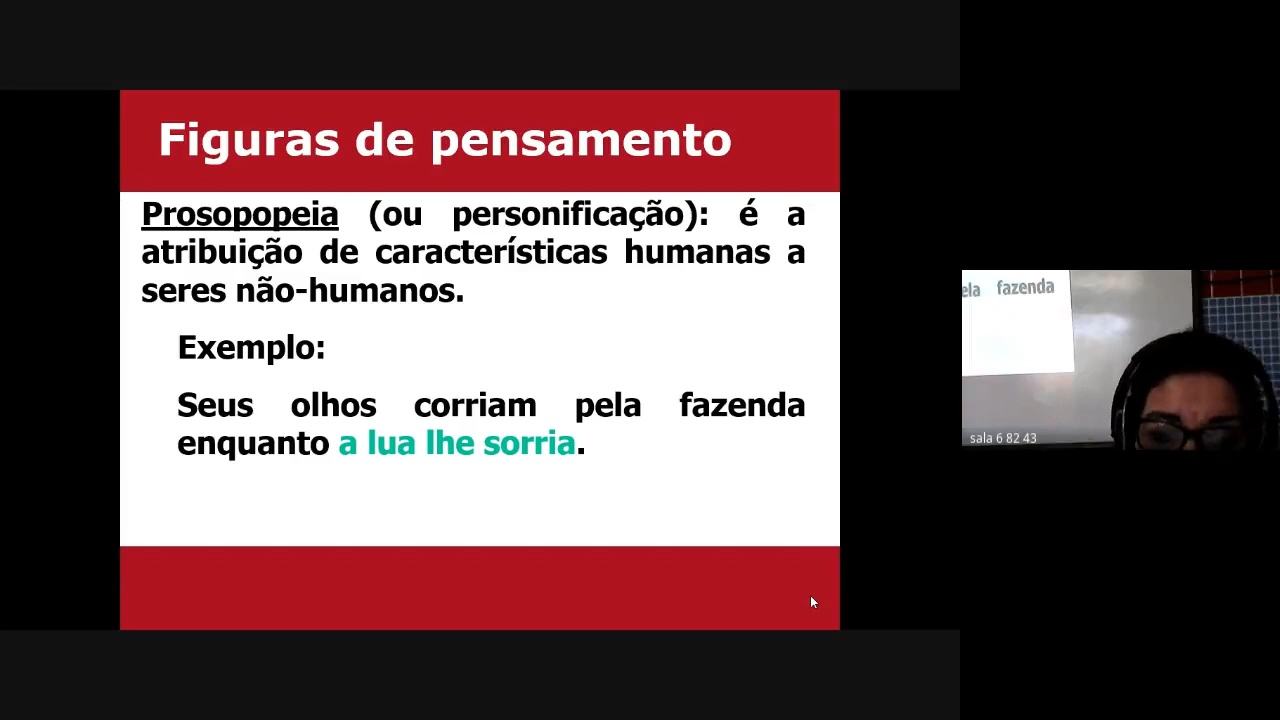 Figuras de pensamento
Prosopopeia (ou personificação): é a
atribuição de características humanas a
seres não-humanos.
Exemplo:
Seus olhos corriam pela fazenda
enquanto a lua lhe sorria.
ela fazenda
sala 6 82 43